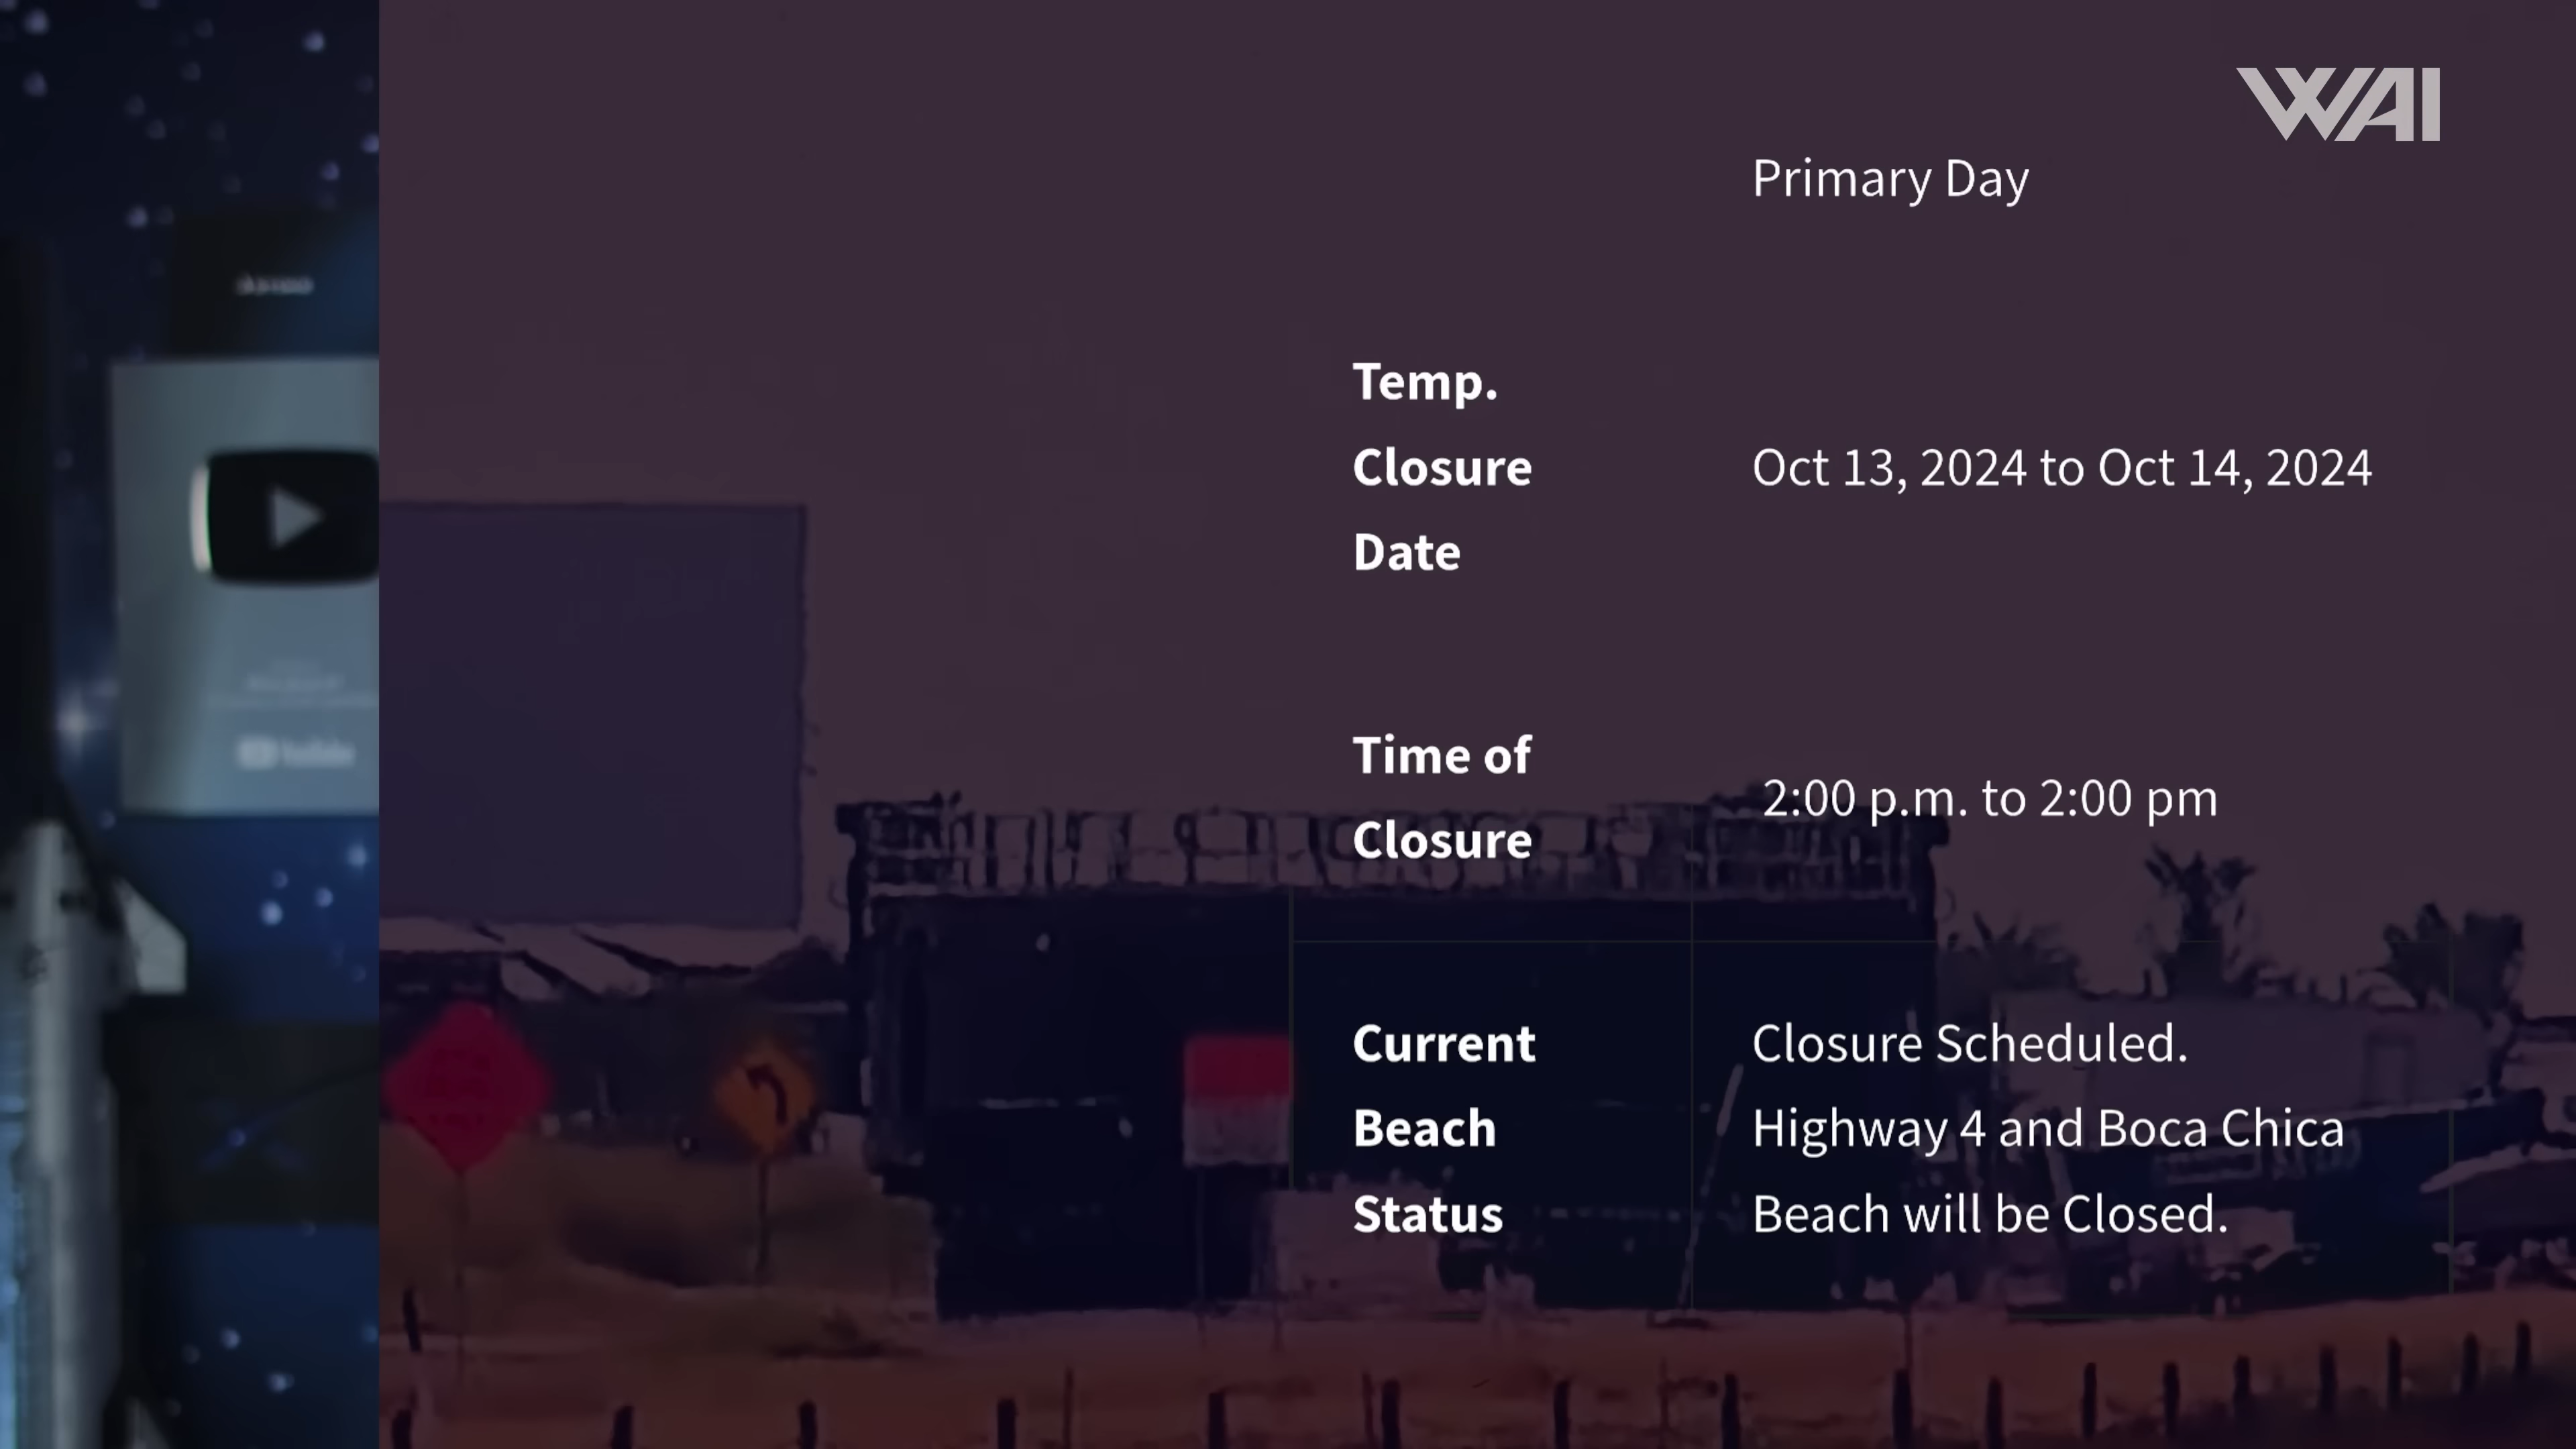 WAI
Primary Day
Temp.
Closure
Date
Oct 13, 2024 to Oct 14, 2024
Time of
Closure
2:00 p.m. to 2:00 pm
Current
Beach
Status
Closure Scheduled.
Highway 4 and Boca Chica
Beach will be Closed.